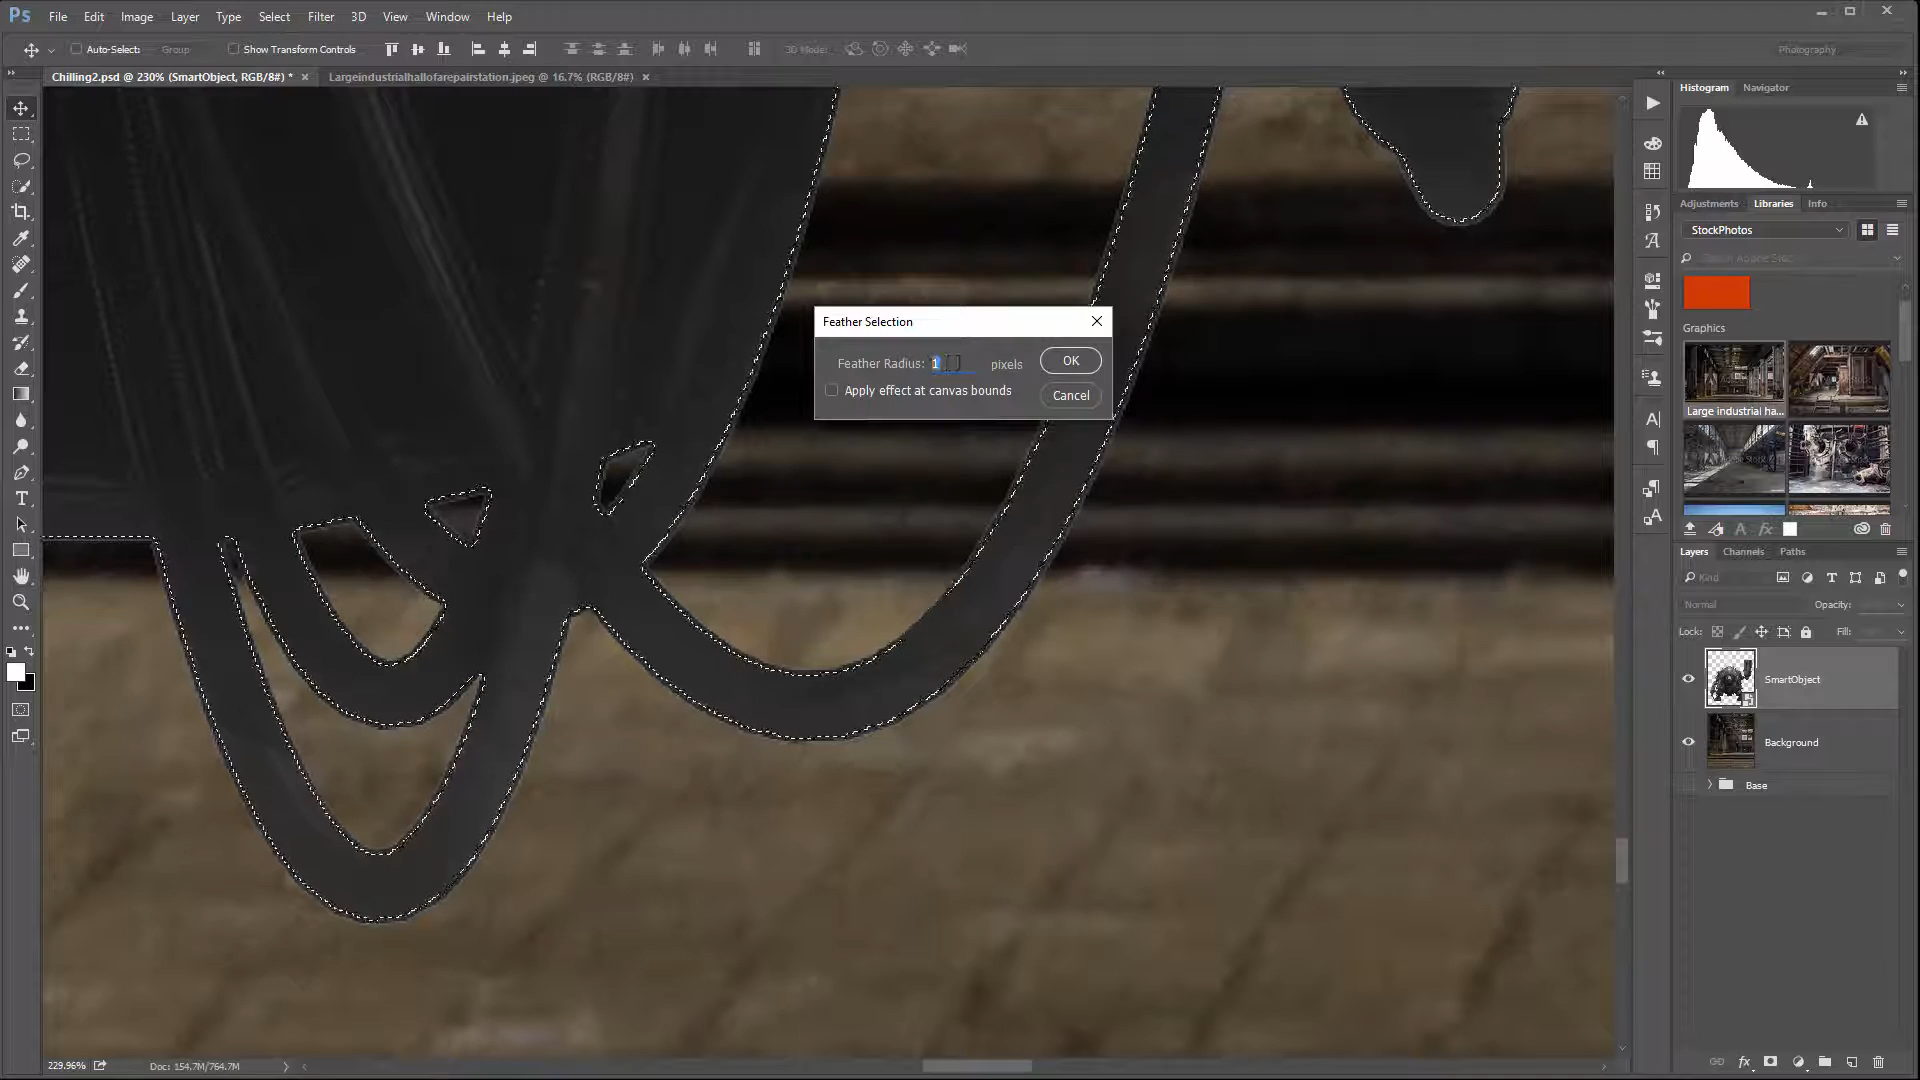 Ps File Edit Image Layer Type Select Filter 3D View Window Help
Auto-Select: Group Show Transform Controls 3D Mode: Photography
Chilling2.psd @ 230% (SmartObject, RGB/8#) * × Largeindustrialhallofarepairstation.jpeg @ 16.7% (RGB/8#) ×
Histogram Navigator
Adjustments Libraries Info
StockPhotos
Search Adobe Stock
Graphics
Large industrial ha...
Feather Selection
Feather Radius: 1 pixels
OK
Apply effect at canvas bounds
Cancel
Layers Channels Paths
Kind
Normal Opacity:
Lock: Fill:
SmartObject
Background
Base
229.96% Doc: 154.7M/764.7M